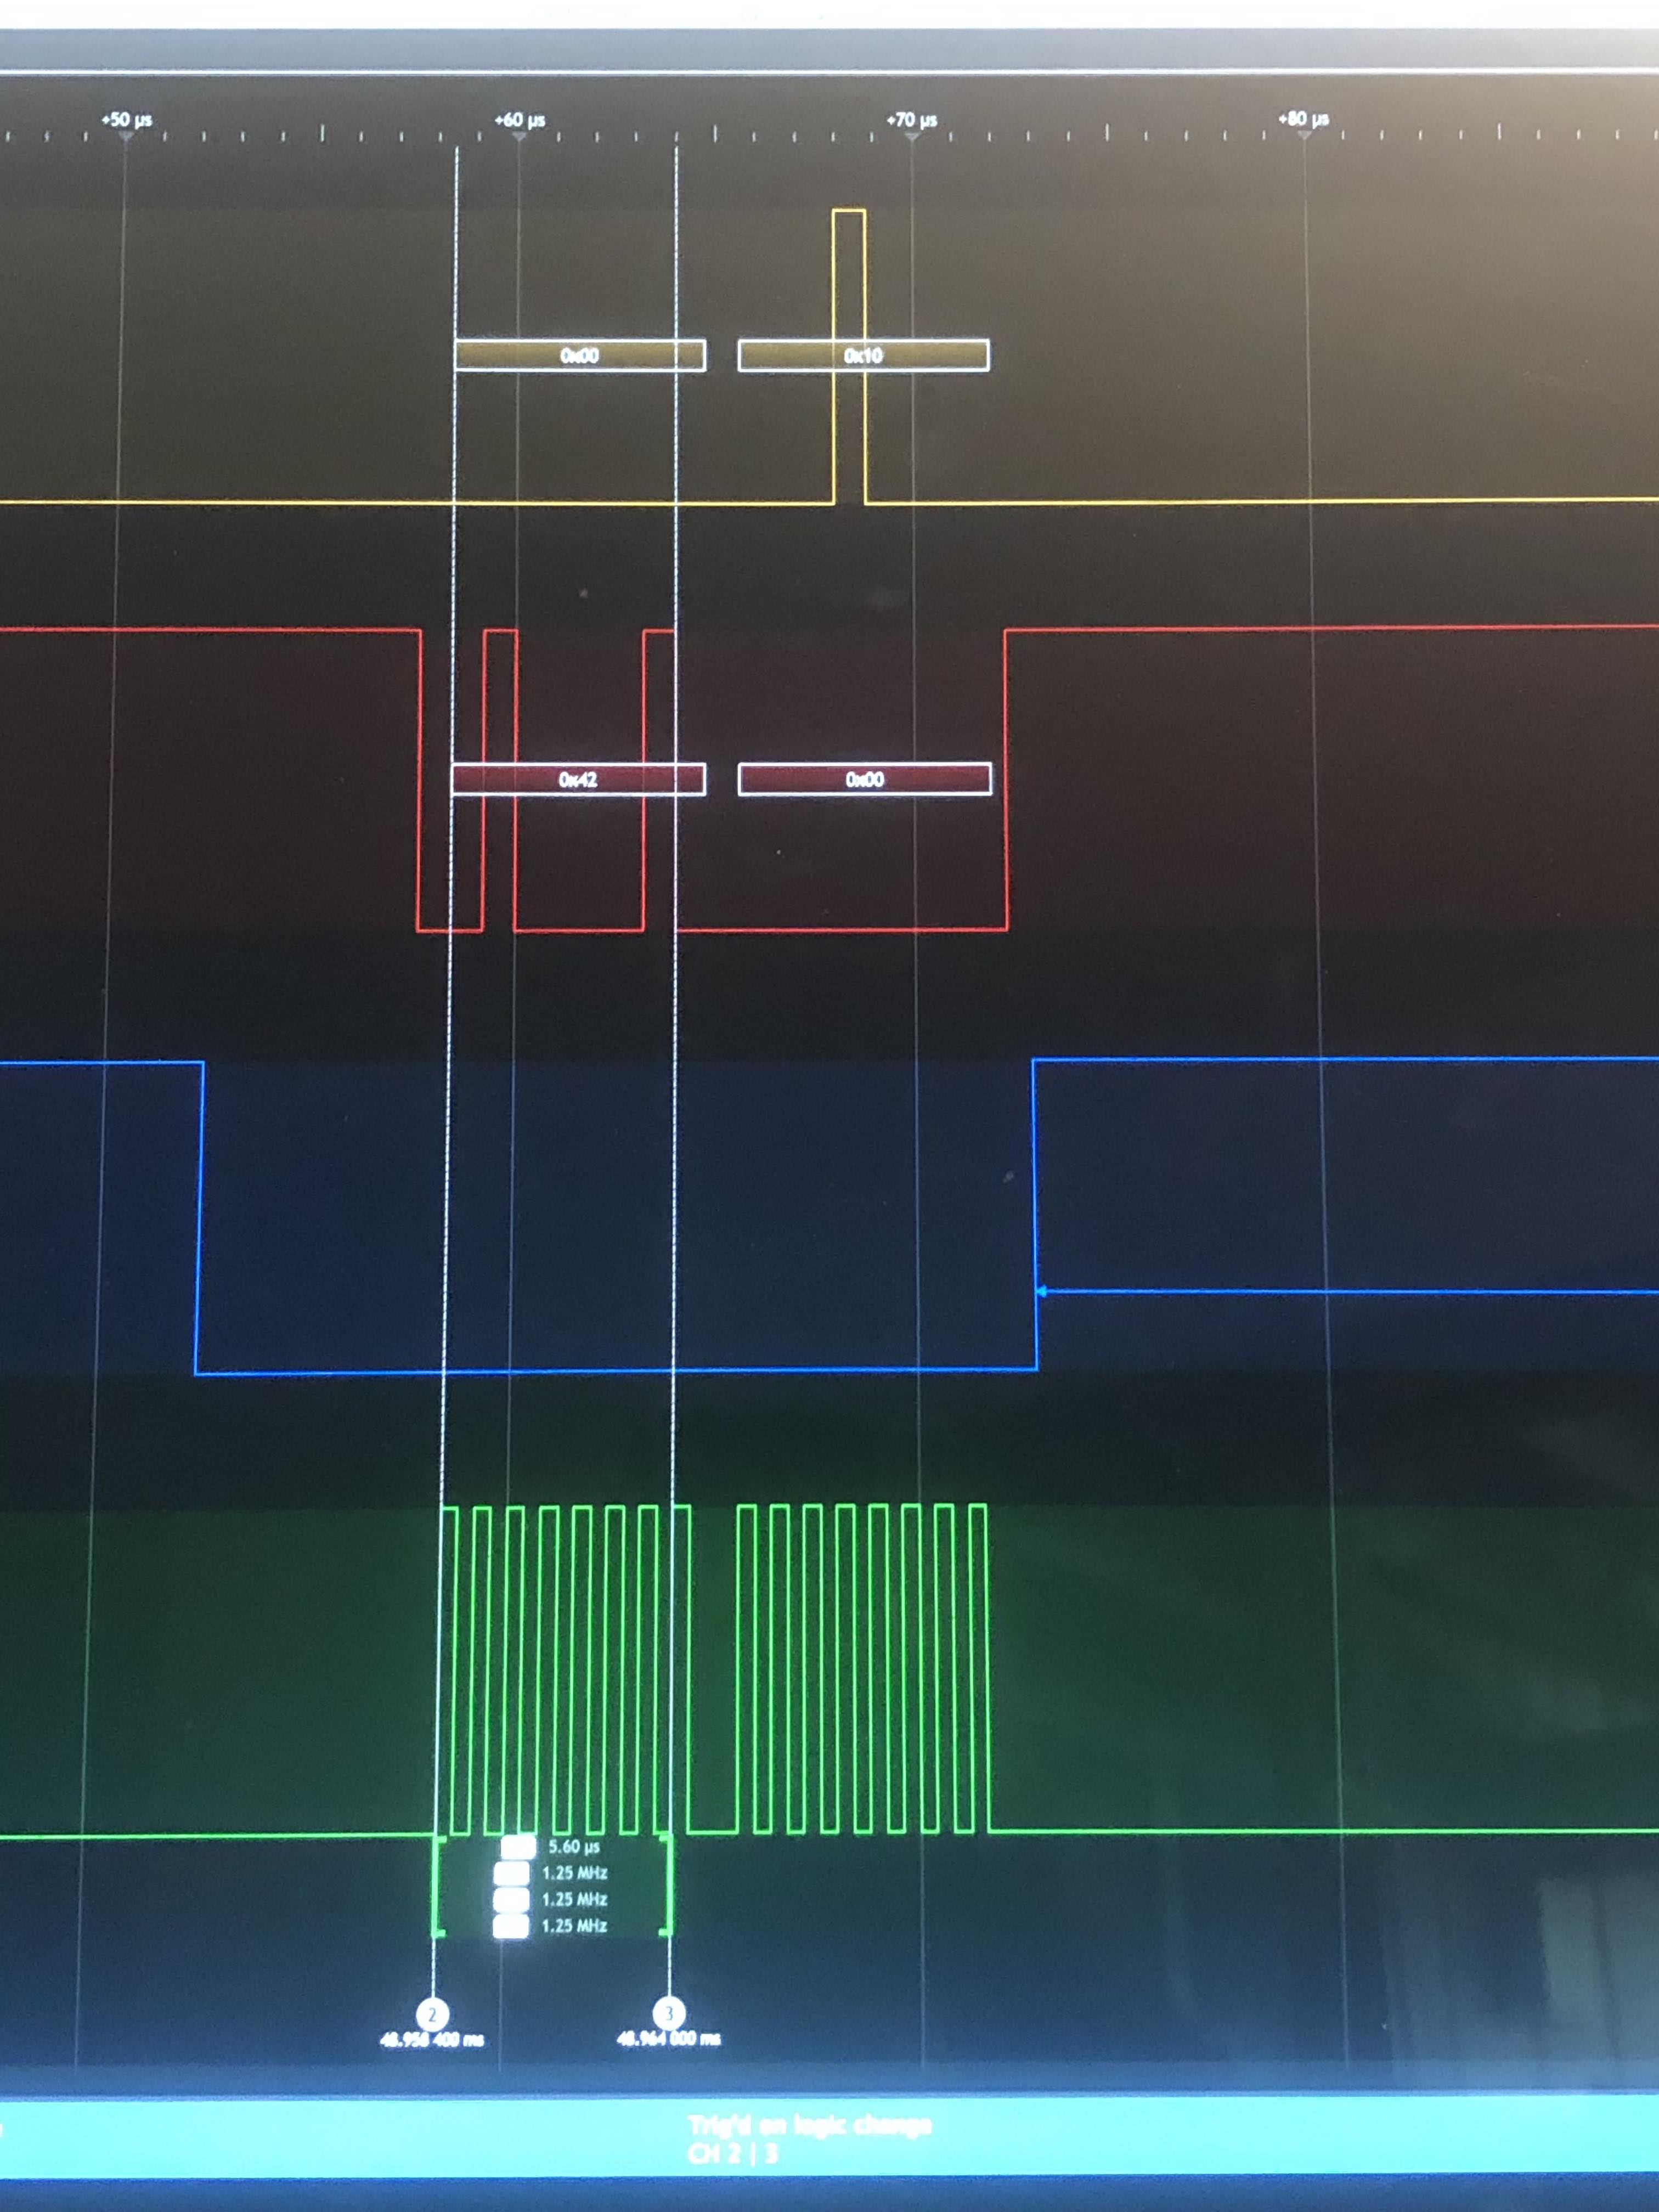 +50 µs
+60 µs
+70 µs
+80 µs
0x00
0x10
0x42
0x00
5.60 µs
1.25 MHz
1.25 MHz
1.25 MHz
2
3
48.958 400 ms
48.964 000 ms
Trig'd on logic change
CH 2 | 3